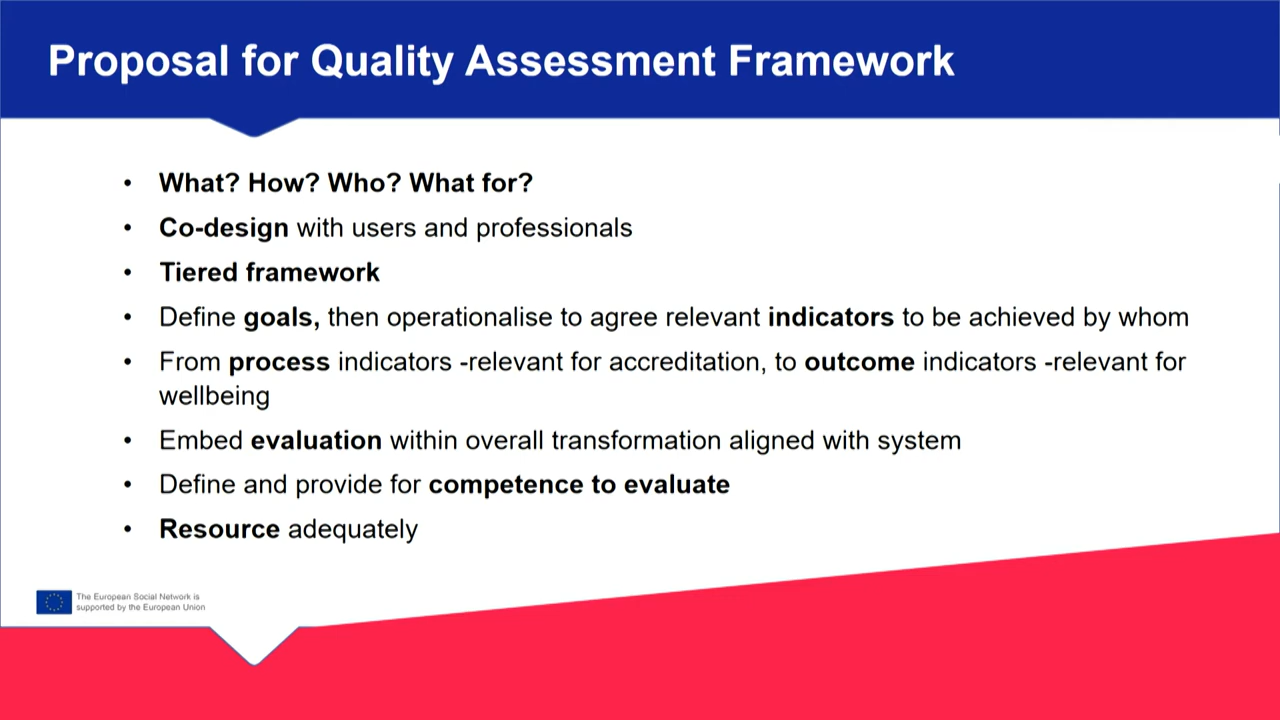 Proposal for Quality Assessment Framework
• What? How? Who? What for?
• Co-design with users and professionals
• Tiered framework
• Define goals, then operationalise to agree relevant indicators to be achieved by whom
• From process indicators -relevant for accreditation, to outcome indicators -relevant for
wellbeing
• Embed evaluation within overall transformation aligned with system
• Define and provide for competence to evaluate
• Resource adequately
The European Social Network is
supported by the European Union